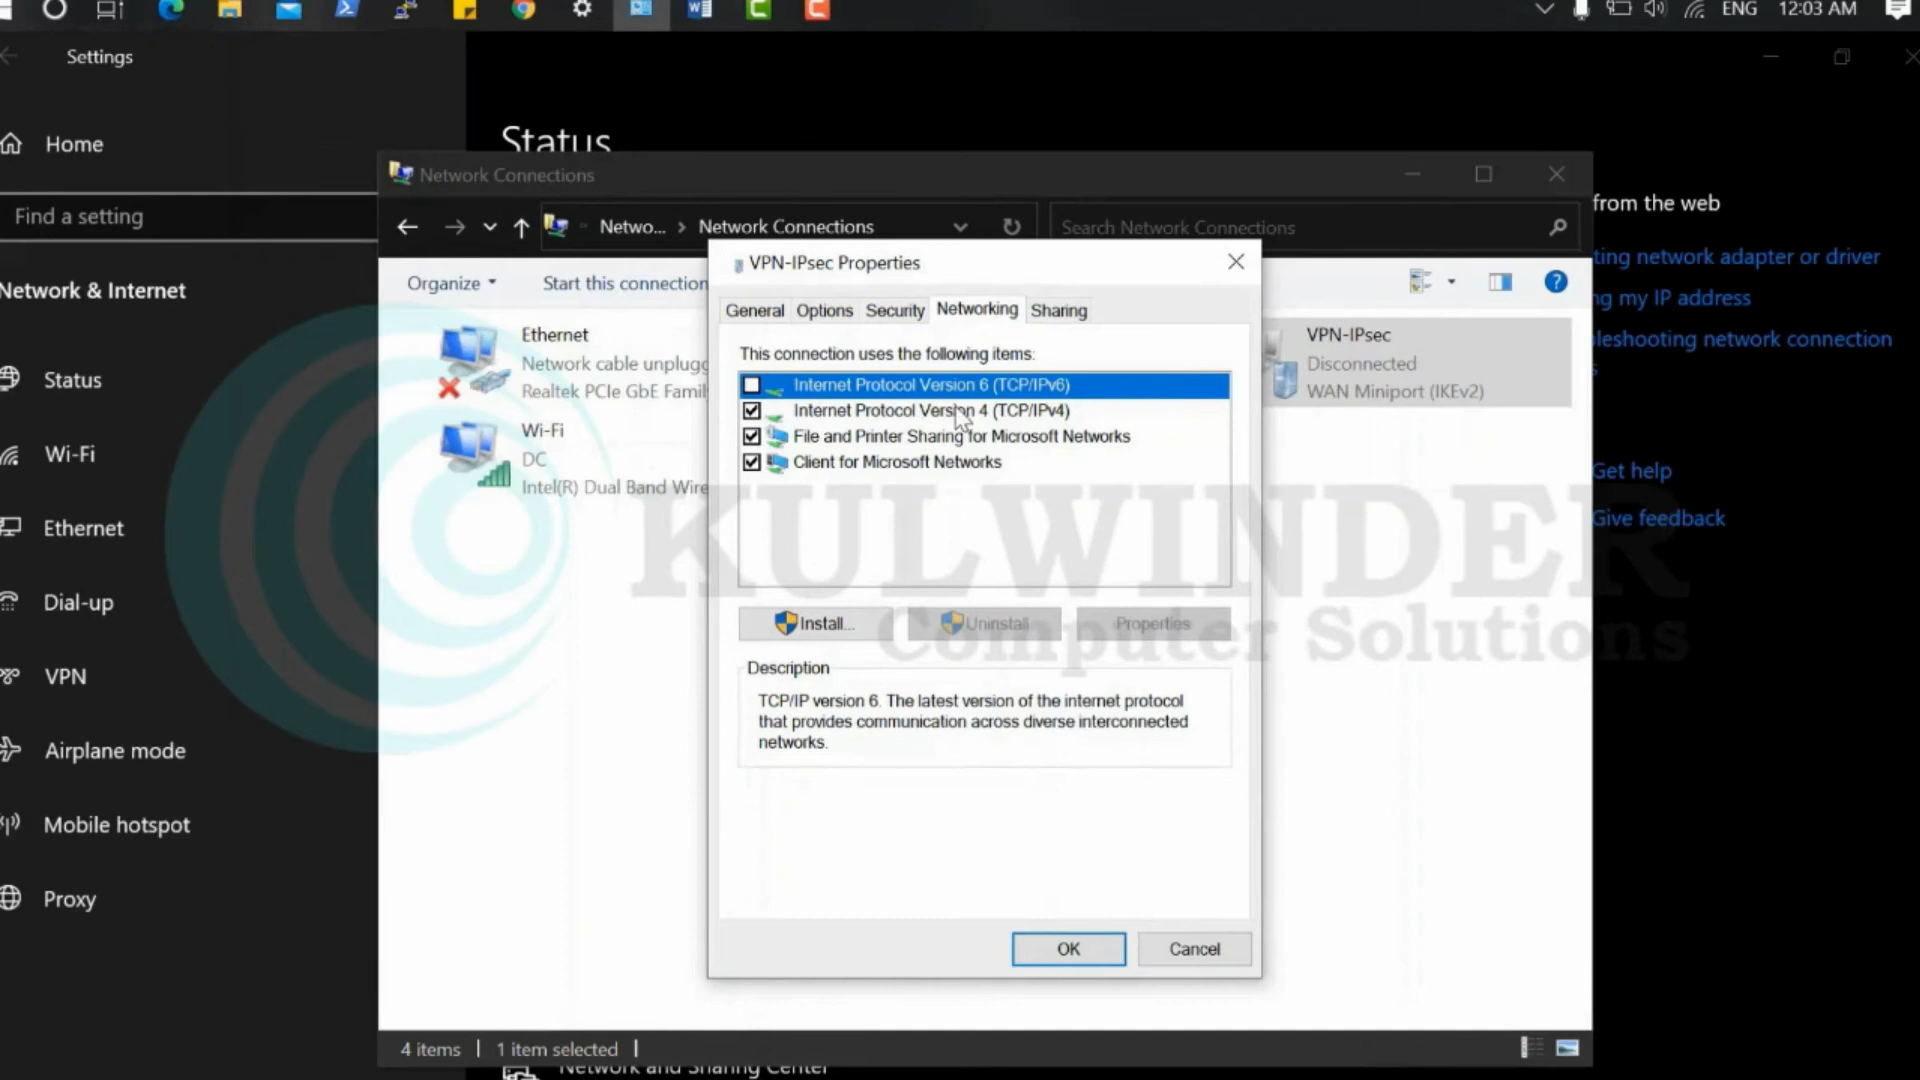 ENG 12:03 AM
Settings
Home
Find a setting
Network & Internet
Status
Wi-Fi
Ethernet
Dial-up
VPN
Airplane mode
Mobile hotspot
Proxy
Status
from the web
ting network adapter or driver
ng my IP address
leshooting network connection
s
Get help
Give feedback
Network Connections
Netwo... > Network Connections
Search Network Connections
Organize
Start this connection
Ethernet
Network cable unplugg
Realtek PCIe GbE Famil
Wi-Fi
DC
Intel(R) Dual Band Wire
VPN-IPsec
Disconnected
WAN Miniport (IKEv2)
VPN-IPsec Properties
General Options Security Networking Sharing
This connection uses the following items:
Internet Protocol Version 6 (TCP/IPv6)
Internet Protocol Version 4 (TCP/IPv4)
File and Printer Sharing for Microsoft Networks
Client for Microsoft Networks
Install... Uninstall Properties
Description
TCP/IP version 6. The latest version of the internet protocol
that provides communication across diverse interconnected
networks.
OK Cancel
KULWINDER
Computer Solutions
4 items | 1 item selected |
Network and Sharing Center